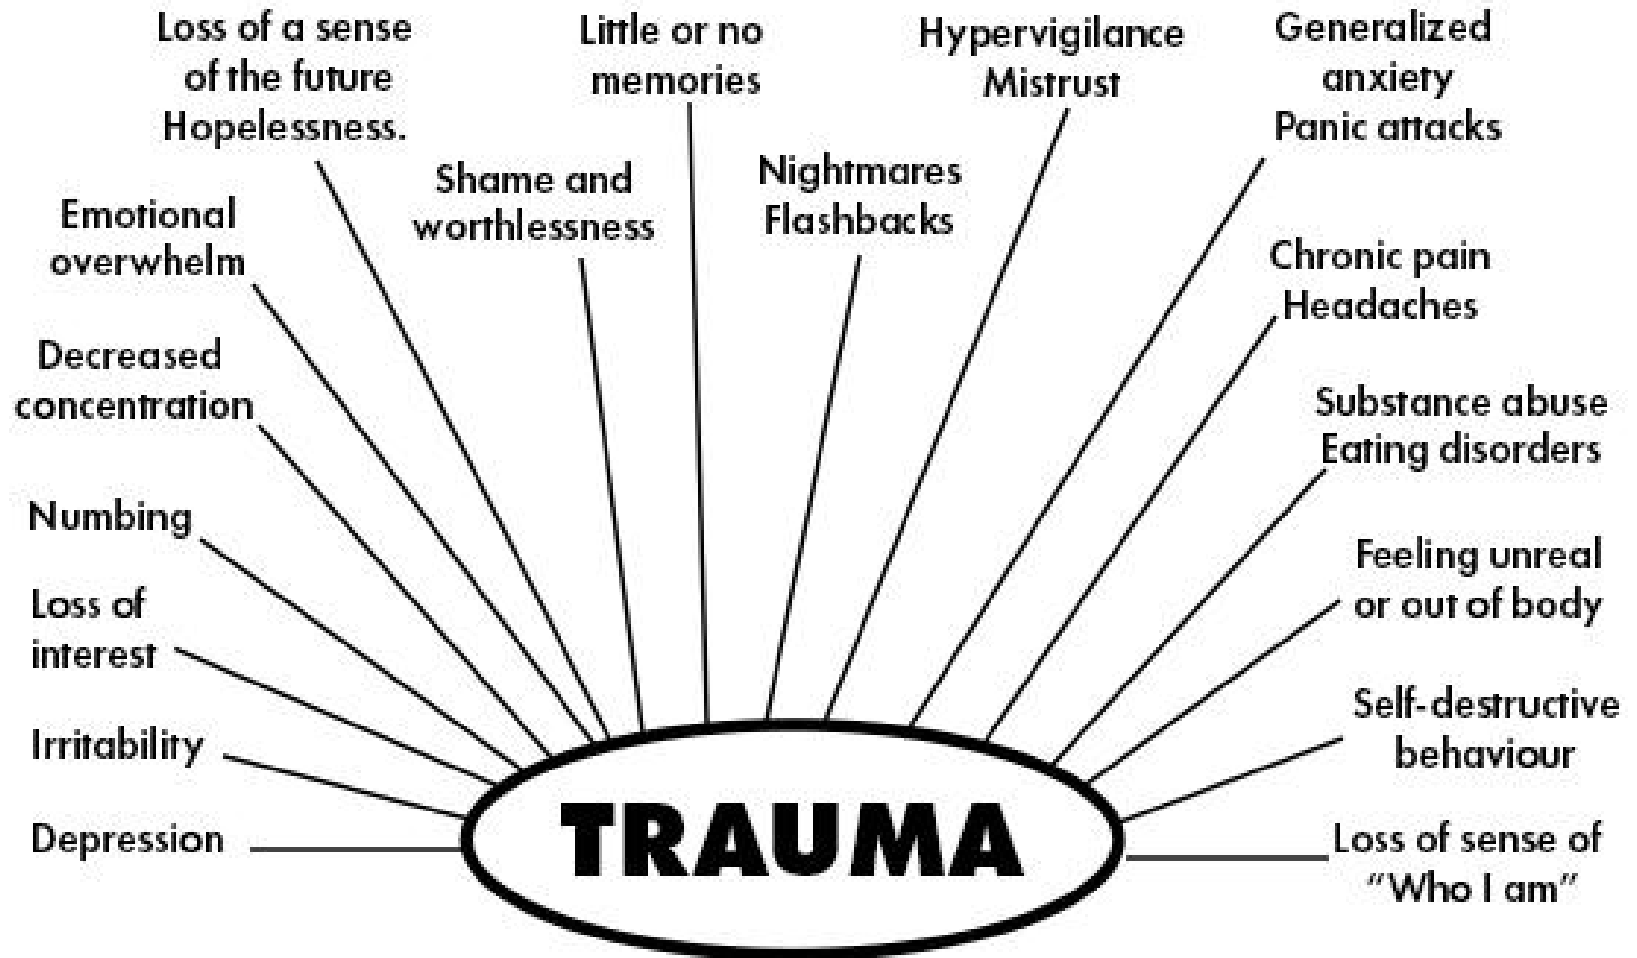 Loss of a sense
of the future
Hopelessness.
Little or no
memories
Hypervigilance
Mistrust
Generalized
anxiety
Panic attacks
Shame and
worthlessness
Nightmares
Flashbacks
Emotional
overwhelm
Chronic pain
Headaches
Decreased
concentration
Substance abuse
Eating disorders
Numbing
Feeling unreal
or out of body
Loss of
interest
Self-destructive
behaviour
Irritability
Depression
TRAUMA
Loss of sense of
“Who I am”